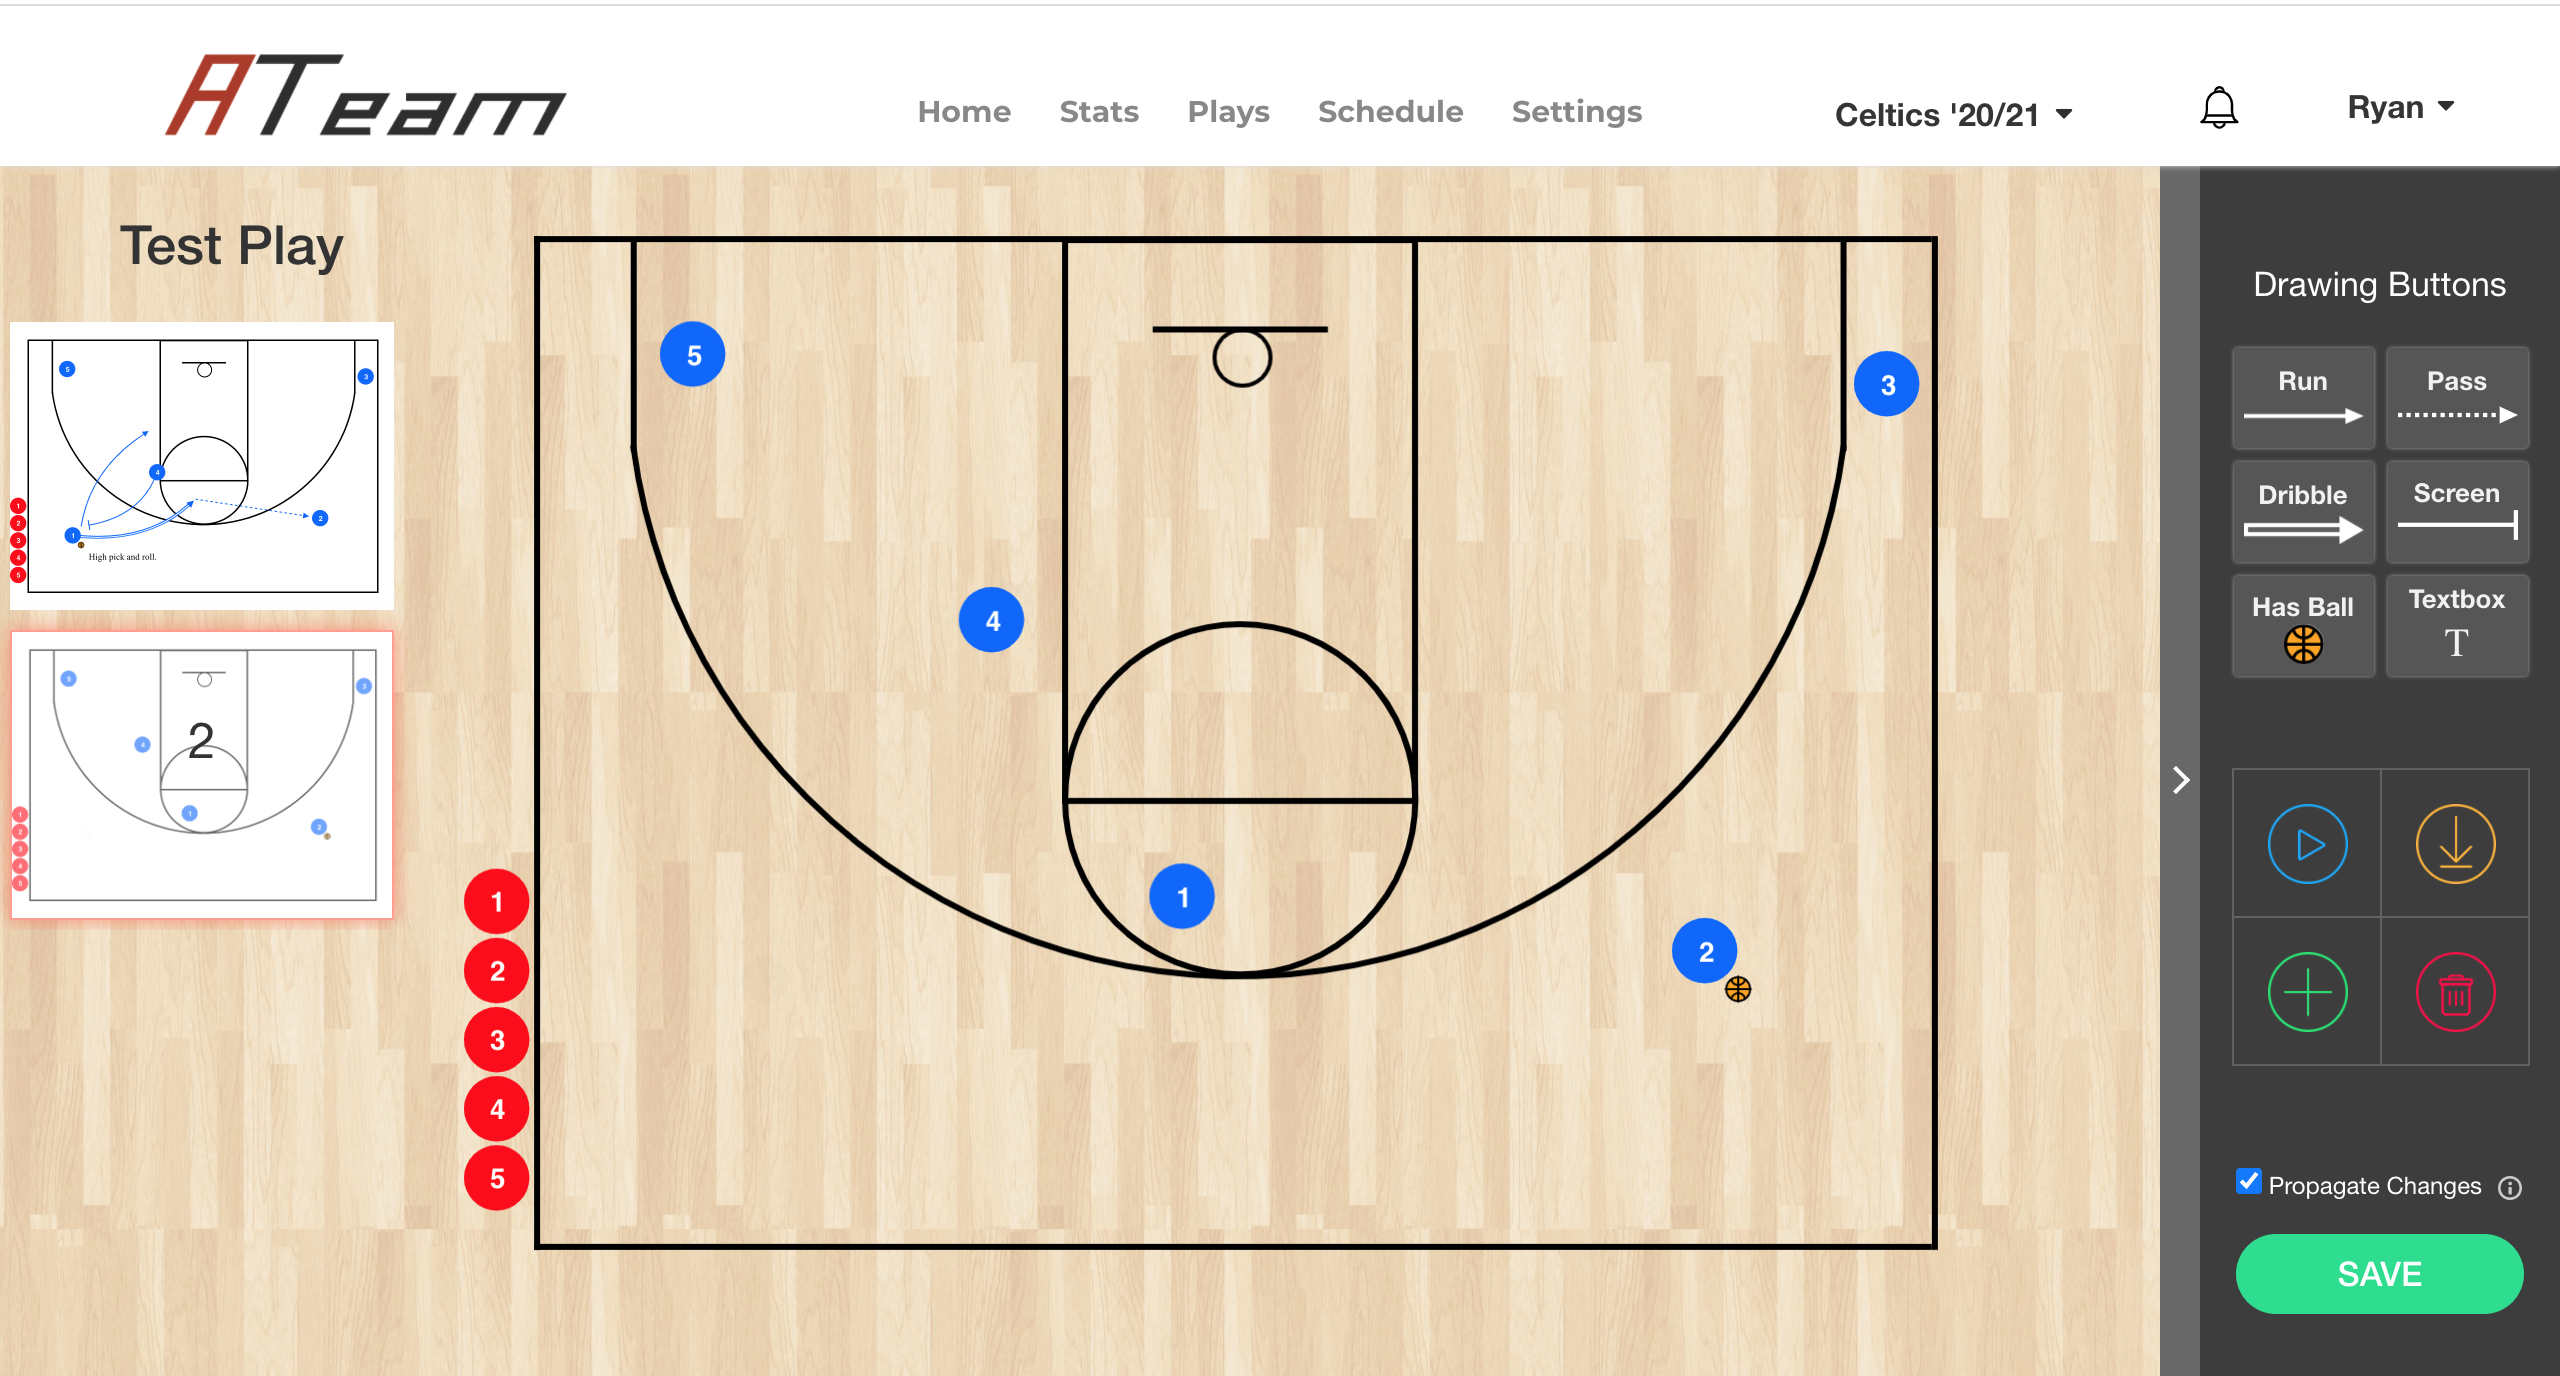 ATeam
Home Stats Plays Schedule Settings
Celtics '20/21
Ryan
Test Play
5
3
4
2
1
1
2
3
4
5
High pick and roll.
5
3
4
2
1
2
1
2
3
4
5
5
3
4
1
2
1
2
3
4
5
Drawing Buttons
Run
Pass
Dribble
Screen
Has Ball
Textbox
T
Propagate Changes
SAVE